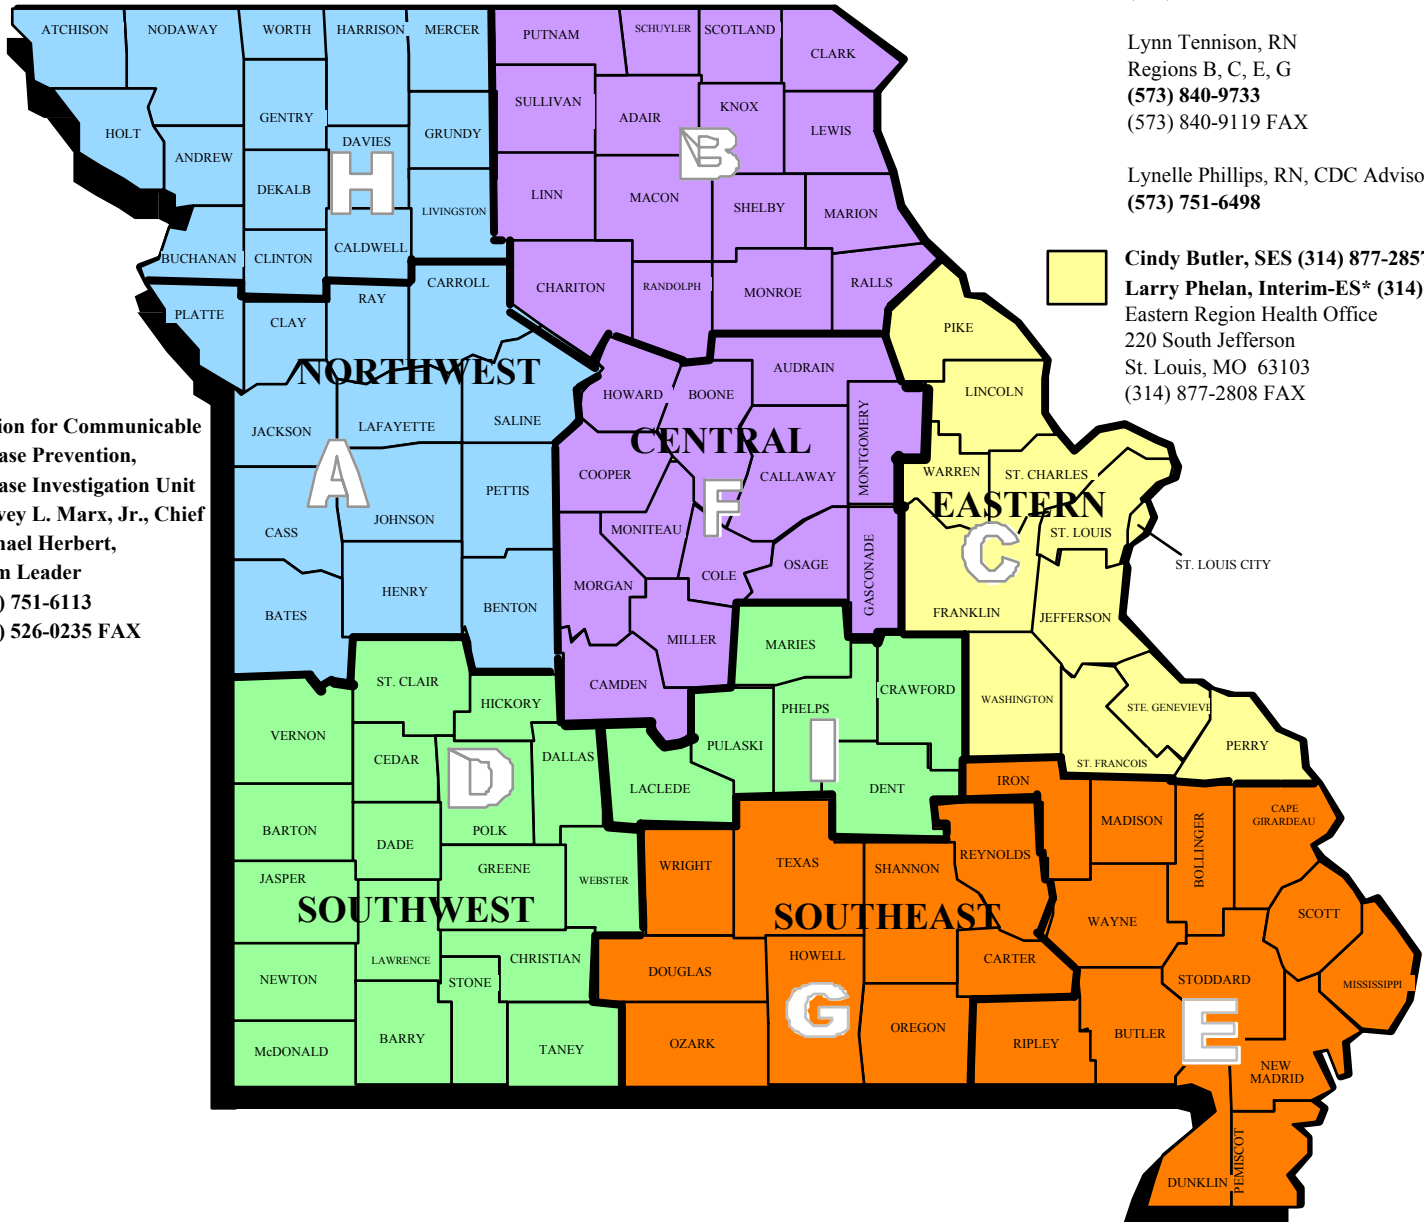 Lynn Tennison, RN
Regions B, C, E, G
(573) 840-9733
(573) 840-9119 FAX
Lynelle Phillips, RN, CDC Adviso
(573) 751-6498
Cindy Butler, SES (314) 877-2857
Larry Phelan, Interim-ES* (314)
Eastern Region Health Office
220 South Jefferson
St. Louis, MO 63103
(314) 877-2808 FAX
ion for Communicable
ase Prevention,
ase Investigation Unit
vey L. Marx, Jr., Chief
hael Herbert,
m Leader
) 751-6113
) 526-0235 FAX
ATCHISON
NODAWAY
WORTH
HARRISON
MERCER
HOLT
GENTRY
ANDREW
DAVIES
GRUNDY
DEKALB
H
LIVINGSTON
BUCHANAN
CLINTON
CALDWELL
PLATTE
CLAY
RAY
CARROLL
NORTHWEST
JACKSON
LAFAYETTE
SALINE
A
CASS
JOHNSON
PETTIS
BATES
HENRY
BENTON
PUTNAM
SCHUYLER
SCOTLAND
CLARK
SULLIVAN
ADAIR
KNOX
LEWIS
B
LINN
MACON
SHELBY
MARION
CHARITON
RANDOLPH
MONROE
RALLS
HOWARD
BOONE
AUDRAIN
CENTRAL
COOPER
CALLAWAY
MONTGOMERY
F
MONITEAU
MORGAN
COLE
OSAGE
GASCONADE
MILLER
CAMDEN
PIKE
LINCOLN
WARREN
ST. CHARLES
EASTERN
ST. LOUIS
C
ST. LOUIS CITY
FRANKLIN
JEFFERSON
WASHINGTON
STE. GENEVIEVE
ST. FRANCOIS
PERRY
ST. CLAIR
HICKORY
VERNON
CEDAR
DALLAS
D
POLK
BARTON
DADE
GREENE
JASPER
WEBSTER
SOUTHWEST
LAWRENCE
CHRISTIAN
NEWTON
STONE
McDONALD
BARRY
TANEY
MARIES
PHELPS
CRAWFORD
PULASKI
I
LACLEDE
DENT
IRON
MADISON
BOLLINGER
CAPE
GIRARDEAU
WRIGHT
TEXAS
SHANNON
REYNOLDS
SOUTHEAST
WAYNE
SCOTT
DOUGLAS
HOWELL
CARTER
STODDARD
MISSISSIPPI
G
OZARK
OREGON
RIPLEY
BUTLER
E
NEW
MADRID
PEMISCOT
DUNKLIN